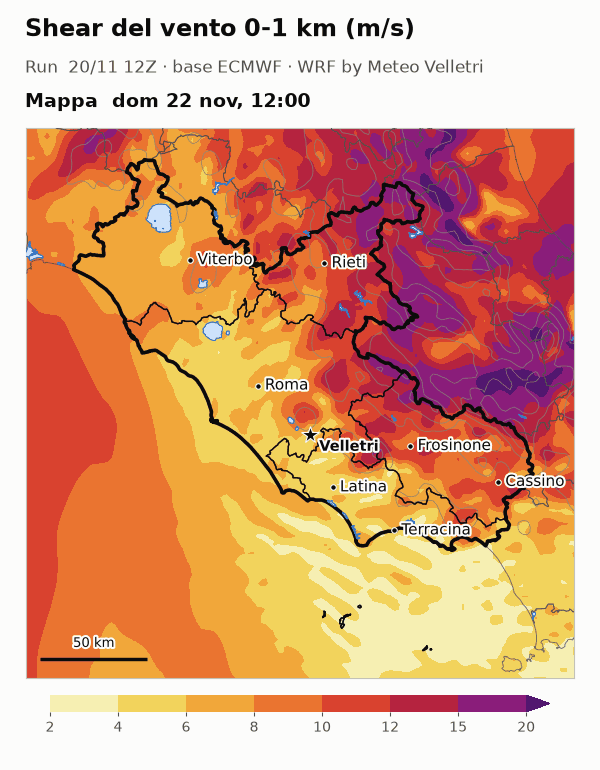 Shear del vento 0-1 km (m/s)
Run  20/11 12Z · base ECMWF · WRF by Meteo Velletri
Mappa  dom 22 nov, 12:00
Viterbo
Rieti
Roma
Velletri
Frosinone
Latina
Cassino
Terracina
50 km
2 4 6 8 10 12 15 20